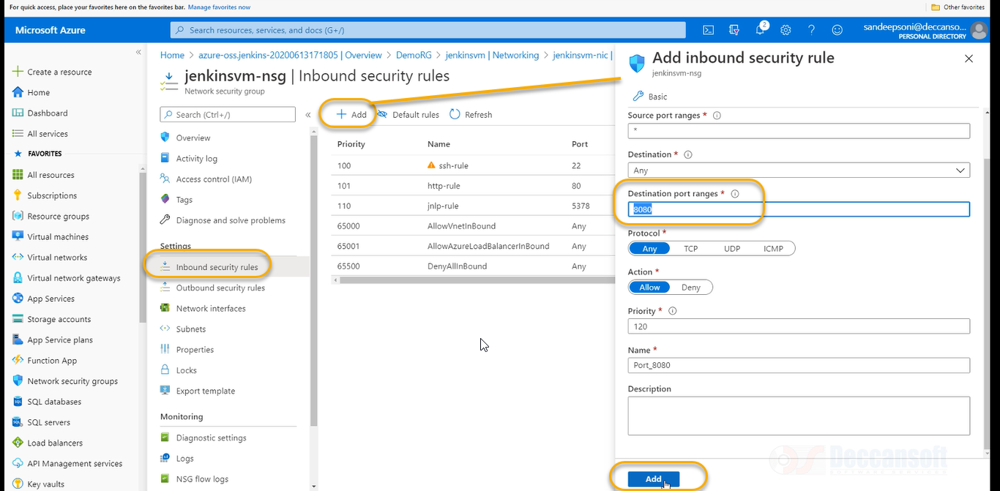 For quick access, place your favorites here on the favorites bar. Manage favorites now
Other favorites
Microsoft Azure
Search resources, services, and docs (G+/)
2
sandeepsoni@deccanso...
PERSONAL DIRECTORY
Create a resource
Home
Dashboard
All services
FAVORITES
All resources
Subscriptions
Resource groups
Virtual machines
Virtual networks
Virtual network gateways
App Services
Storage accounts
App Service plans
Function App
Network security groups
SQL databases
SQL servers
Load balancers
API Management services
Key vaults
Home > azure-oss.jenkins-20200613171805 | Overview > DemoRG > jenkinsvm | Networking > jenkinsvm-nic |
jenkinsvm-nsg | Inbound security rules
Network security group
Search (Ctrl+/)
Overview
Activity log
Access control (IAM)
Tags
Diagnose and solve problems
Settings
Inbound security rules
Outbound security rules
Network interfaces
Subnets
Properties
Locks
Export template
Monitoring
Diagnostic settings
Logs
NSG flow logs
Add Default rules Refresh
Priority Name Port
100 ssh-rule 22
101 http-rule 80
110 jnlp-rule 5378
65000 AllowVnetInBound Any
65001 AllowAzureLoadBalancerInBound Any
65500 DenyAllInBound Any
Add inbound security rule
jenkinsvm-nsg
Basic
Source port ranges *
*
Destination *
Any
Destination port ranges *
8080
Protocol *
Any TCP UDP ICMP
Action *
Allow Deny
Priority *
120
Name *
Port_8080
Description
Deccansoft
Add